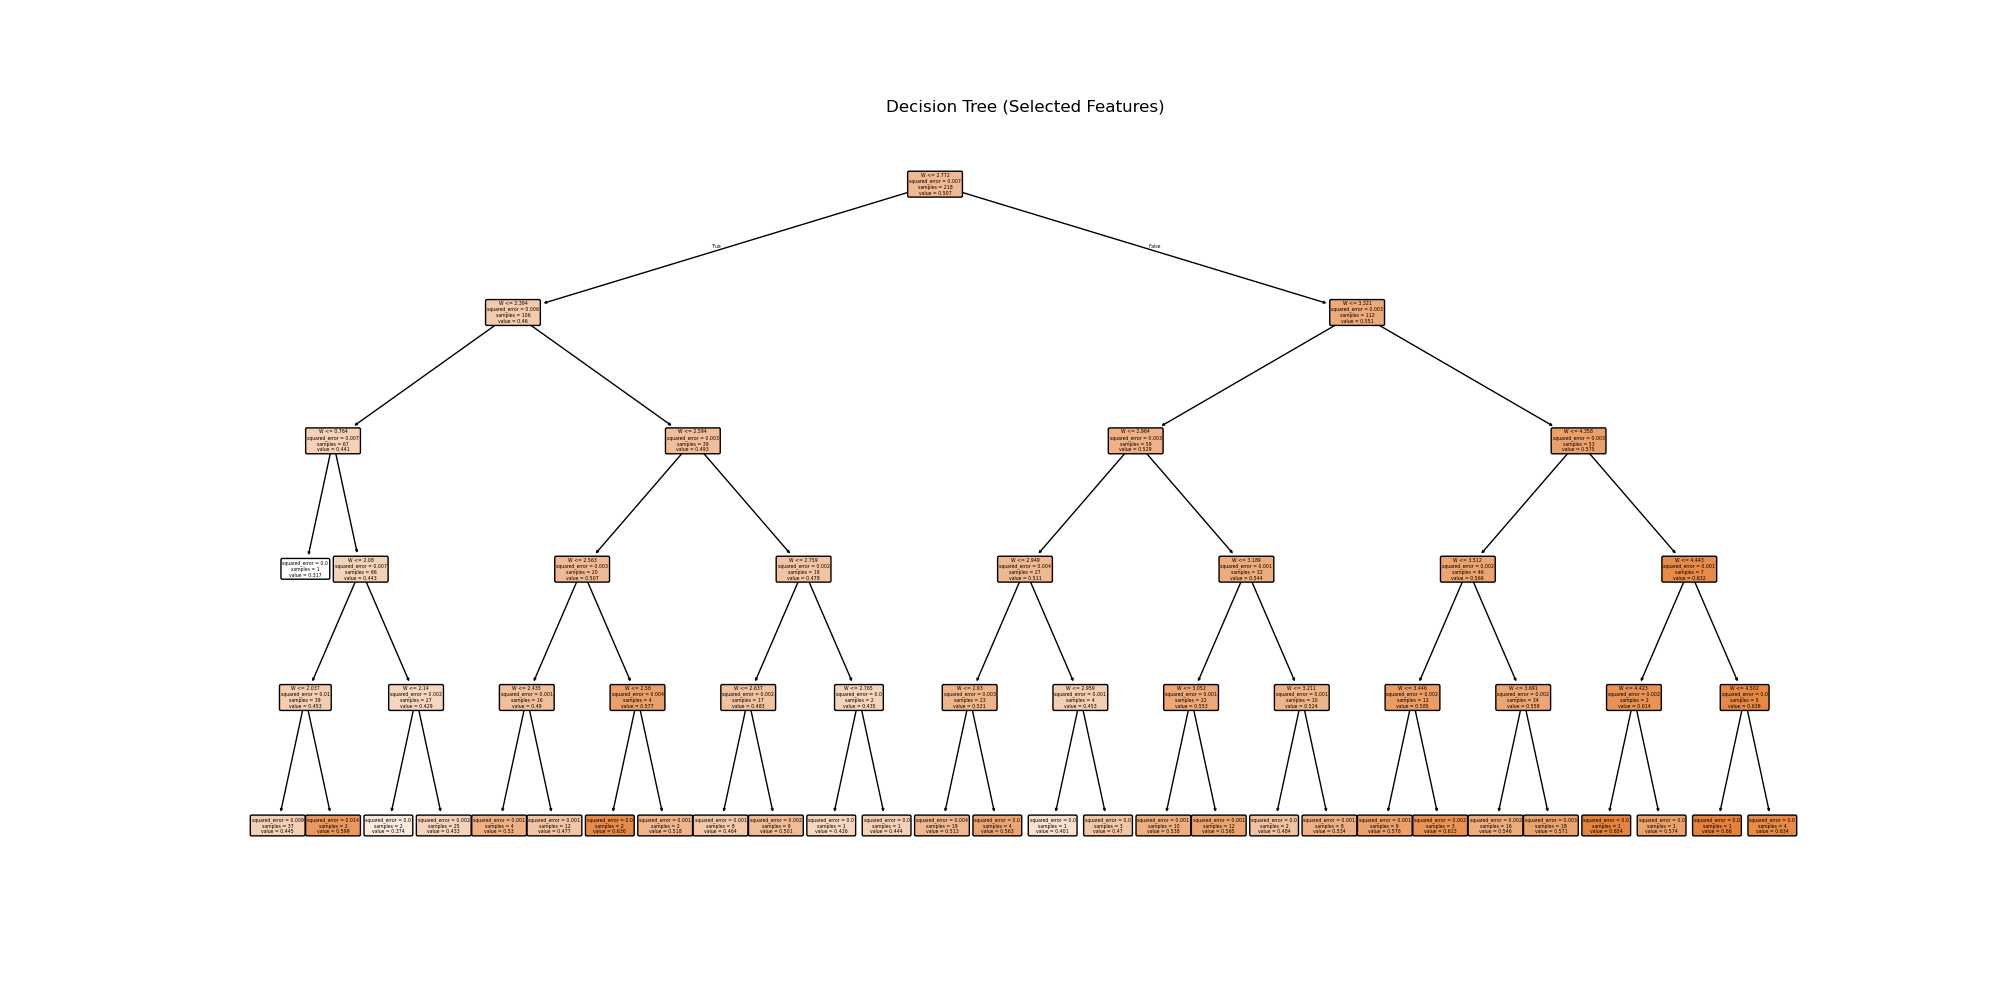 Decision Tree (Selected Features)
W <= 2.772
squared_error = 0.007
samples = 218
value = 0.507
True
False
W <= 2.394
squared_error = 0.006
samples = 106
value = 0.46
W <= 3.321
squared_error = 0.003
samples = 112
value = 0.551
W <= 0.764
squared_error = 0.007
samples = 67
value = 0.441
W <= 2.594
squared_error = 0.003
samples = 39
value = 0.493
W <= 2.964
squared_error = 0.003
samples = 59
value = 0.529
W <= 4.358
squared_error = 0.003
samples = 53
value = 0.575
squared_error = 0.0
samples = 1
value = 0.317
W <= 2.08
squared_error = 0.007
samples = 66
value = 0.443
W <= 2.563
squared_error = 0.003
samples = 20
value = 0.507
W <= 2.759
squared_error = 0.002
samples = 19
value = 0.478
W <= 2.949
squared_error = 0.004
samples = 27
value = 0.511
W <= 3.189
squared_error = 0.001
samples = 32
value = 0.544
W <= 3.512
squared_error = 0.002
samples = 46
value = 0.566
W <= 4.443
squared_error = 0.001
samples = 7
value = 0.632
W <= 2.037
squared_error = 0.01
samples = 39
value = 0.453
W <= 2.14
squared_error = 0.002
samples = 27
value = 0.429
W <= 2.435
squared_error = 0.001
samples = 16
value = 0.49
W <= 2.58
squared_error = 0.004
samples = 4
value = 0.577
W <= 2.637
squared_error = 0.002
samples = 17
value = 0.483
W <= 2.765
squared_error = 0.0
samples = 2
value = 0.435
W <= 2.93
squared_error = 0.003
samples = 23
value = 0.521
W <= 2.959
squared_error = 0.001
samples = 4
value = 0.453
W <= 3.052
squared_error = 0.001
samples = 22
value = 0.553
W <= 3.211
squared_error = 0.001
samples = 10
value = 0.524
W <= 3.446
squared_error = 0.002
samples = 12
value = 0.585
W <= 3.691
squared_error = 0.002
samples = 34
value = 0.559
W <= 4.423
squared_error = 0.002
samples = 2
value = 0.614
W <= 4.502
squared_error = 0.0
samples = 5
value = 0.639
squared_error = 0.009
samples = 37
value = 0.445
squared_error = 0.014
samples = 2
value = 0.599
squared_error = 0.0
samples = 2
value = 0.374
squared_error = 0.002
samples = 25
value = 0.433
squared_error = 0.001
samples = 4
value = 0.53
squared_error = 0.001
samples = 12
value = 0.477
squared_error = 0.0
samples = 2
value = 0.636
squared_error = 0.001
samples = 2
value = 0.518
squared_error = 0.001
samples = 8
value = 0.464
squared_error = 0.002
samples = 9
value = 0.501
squared_error = 0.0
samples = 1
value = 0.426
squared_error = 0.0
samples = 1
value = 0.444
squared_error = 0.004
samples = 19
value = 0.513
squared_error = 0.0
samples = 4
value = 0.563
squared_error = 0.0
samples = 1
value = 0.401
squared_error = 0.0
samples = 3
value = 0.47
squared_error = 0.001
samples = 10
value = 0.538
squared_error = 0.001
samples = 12
value = 0.565
squared_error = 0.0
samples = 2
value = 0.484
squared_error = 0.001
samples = 8
value = 0.534
squared_error = 0.001
samples = 9
value = 0.576
squared_error = 0.002
samples = 3
value = 0.613
squared_error = 0.002
samples = 16
value = 0.546
squared_error = 0.003
samples = 18
value = 0.571
squared_error = 0.0
samples = 1
value = 0.654
squared_error = 0.0
samples = 1
value = 0.574
squared_error = 0.0
samples = 1
value = 0.66
squared_error = 0.0
samples = 4
value = 0.634